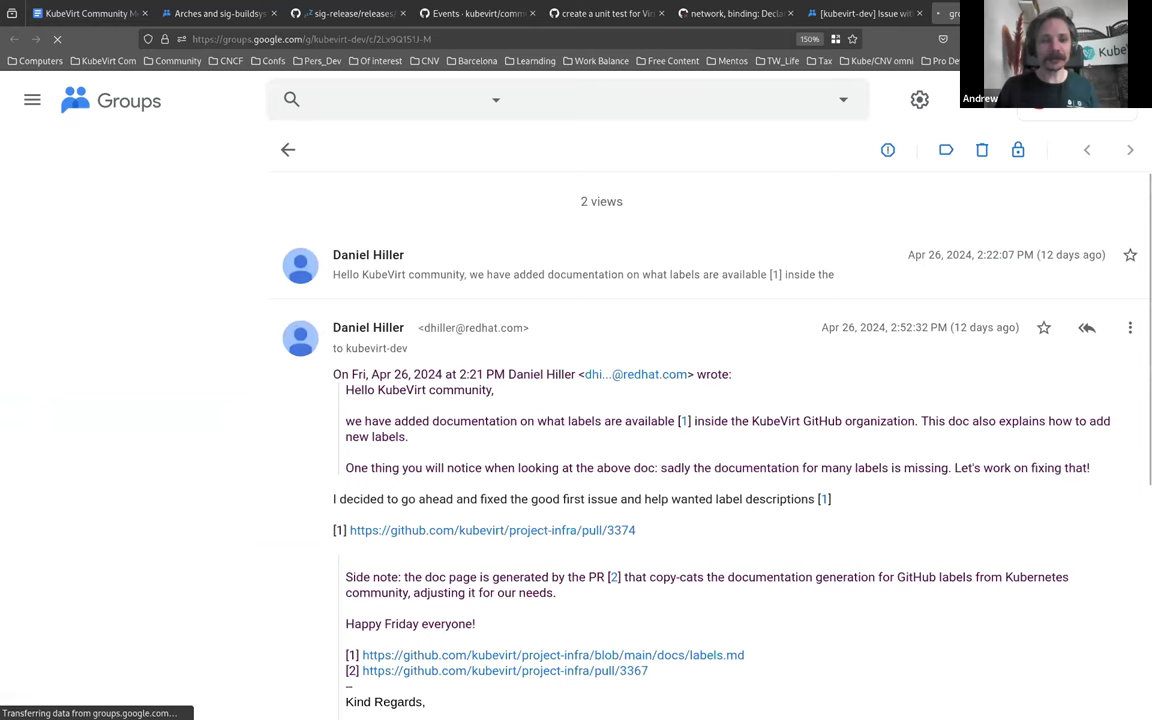 KubeVirt Community M
Arches and sig-buildsys
sig-release/releases/
Events · kubevirt/comm
create a unit test for Vir
network, binding: Decla
[kubevirt-dev] Issue wit
https://groups.google.com/g/kubevirt-dev/c/2Lx9Q151J-M
150%
Computers
KubeVirt Com
Community
CNCF
Confs
Pers_Dev
Of interest
CNV
Barcelona
Learnding
Work Balance
Free Content
Mentos
TW_Life
Tax
Kube/CNV omni
Pro De
Andrew
Groups
2 views
Daniel Hiller
Apr 26, 2024, 2:22:07 PM (12 days ago)
Hello KubeVirt community, we have added documentation on what labels are available [1] inside the
Daniel Hiller <dhiller@redhat.com>
Apr 26, 2024, 2:52:32 PM (12 days ago)
to kubevirt-dev
On Fri, Apr 26, 2024 at 2:21 PM Daniel Hiller <dhi...@redhat.com> wrote:
Hello KubeVirt community,
we have added documentation on what labels are available [1] inside the KubeVirt GitHub organization. This doc also explains how to add
new labels.
One thing you will notice when looking at the above doc: sadly the documentation for many labels is missing. Let's work on fixing that!
I decided to go ahead and fixed the good first issue and help wanted label descriptions [1]
[1] https://github.com/kubevirt/project-infra/pull/3374
Side note: the doc page is generated by the PR [2] that copy-cats the documentation generation for GitHub labels from Kubernetes
community, adjusting it for our needs.
Happy Friday everyone!
[1] https://github.com/kubevirt/project-infra/blob/main/docs/labels.md
[2] https://github.com/kubevirt/project-infra/pull/3367
--
Kind Regards,
Transferring data from groups.google.com...